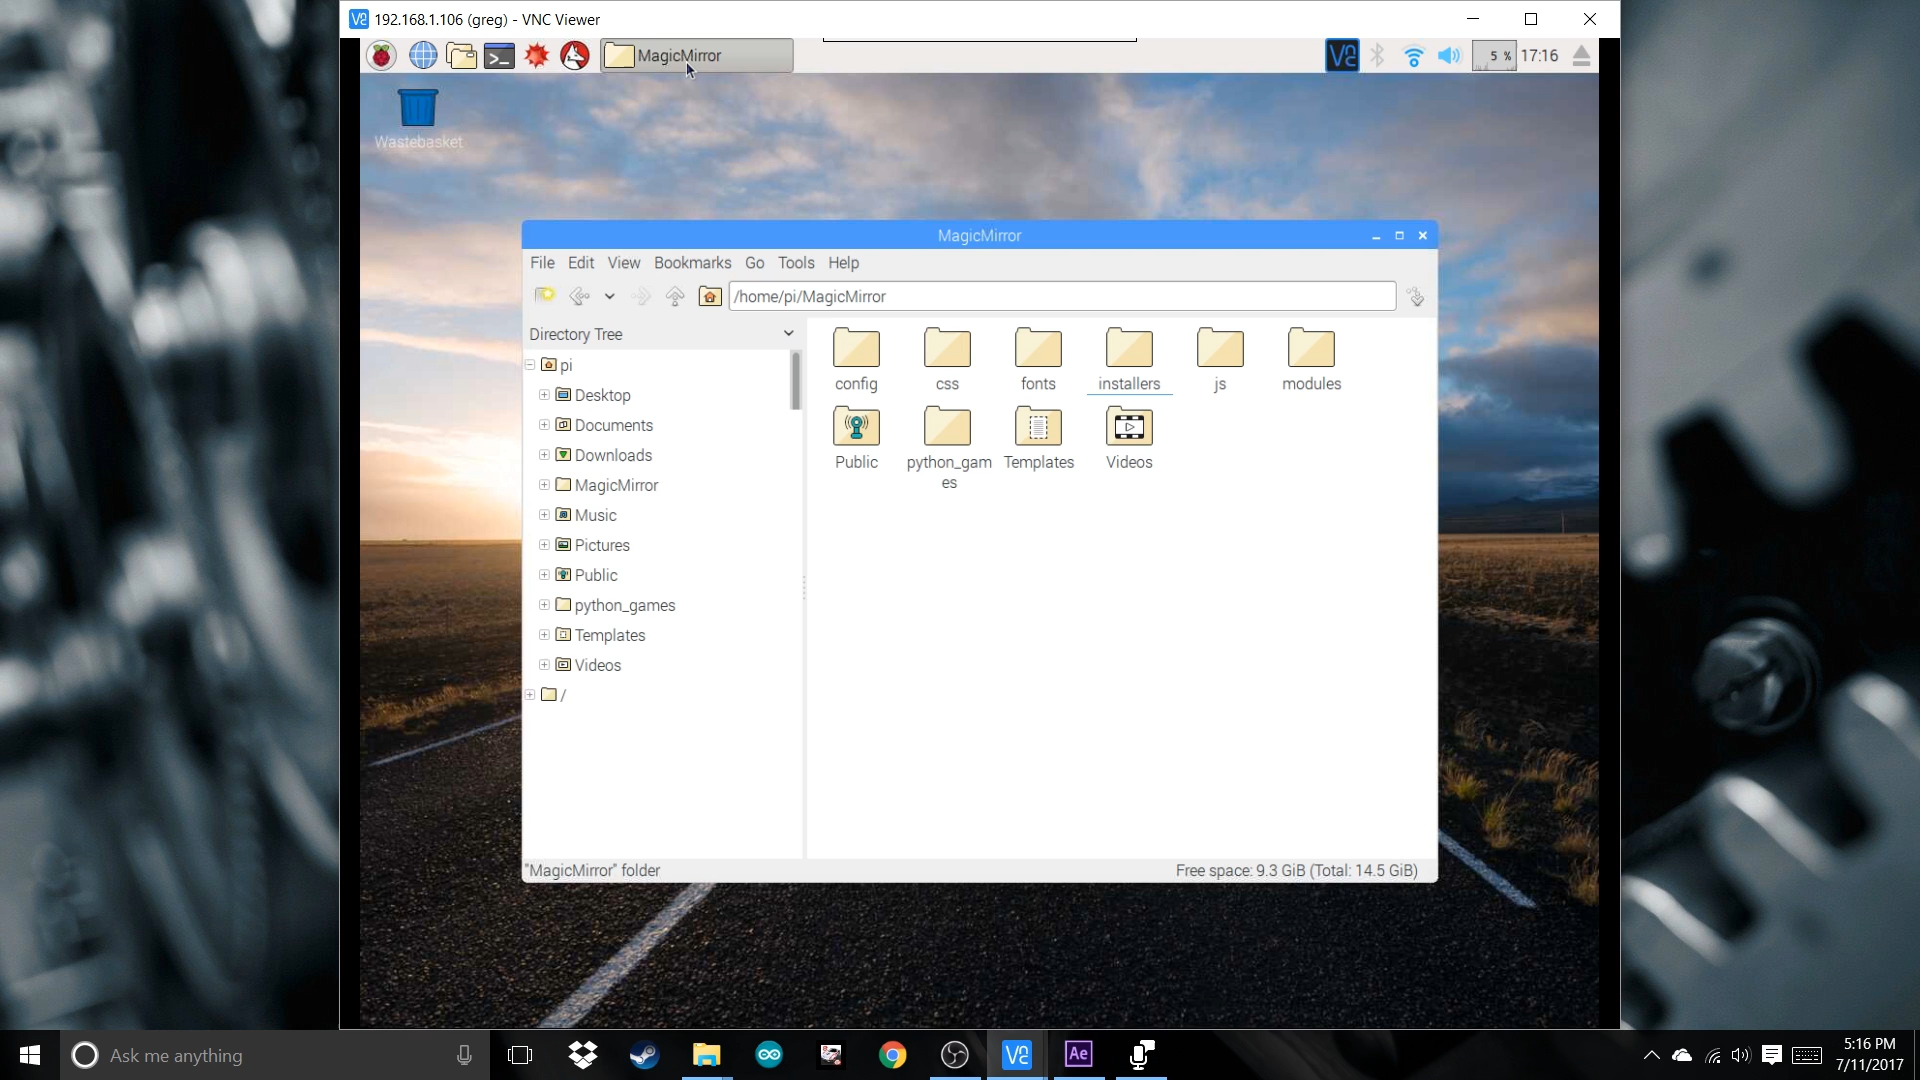 192.168.1.106 (greg) - VNC Viewer
MagicMirror
5 %
17:16
Wastebasket
MagicMirror
File Edit View Bookmarks Go Tools Help
/home/pi/MagicMirror
Directory Tree
pi
Desktop
Documents
Downloads
MagicMirror
Music
Pictures
Public
python_games
Templates
Videos
/
config css fonts installers js modules
Public python_gam Templates Videos
es
"MagicMirror" folder
Free space: 9.3 GiB (Total: 14.5 GiB)
Ask me anything
Ae
5:16 PM
7/11/2017